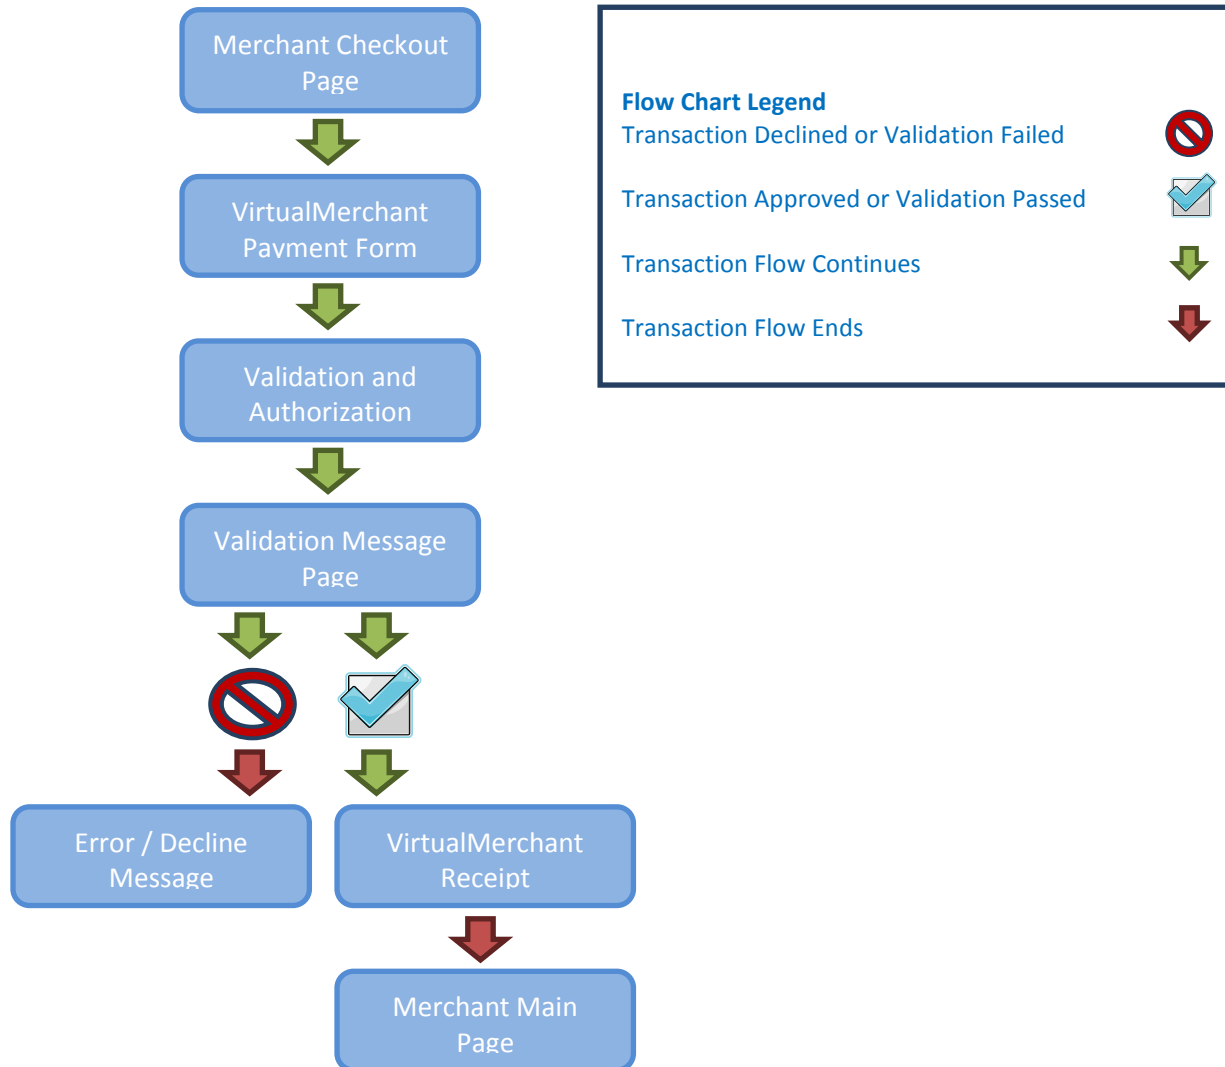 Merchant Checkout
Page
Flow Chart Legend
Transaction Declined or Validation Failed
Transaction Approved or Validation Passed
Transaction Flow Continues
Transaction Flow Ends
VirtualMerchant
Payment Form
Validation and
Authorization
Validation Message
Page
Error / Decline
Message
VirtualMerchant
Receipt
Merchant Main
Page